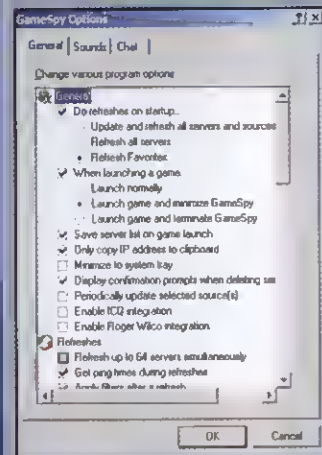 GameSpy Options
General Sounds Chat
Change various program options
General
Do refreshes on startup...
Update and refresh all servers and sources
Refresh all servers
Refresh Favorites
When launching a game.
Launch normally
Launch game and minimize GameSpy
Launch game and terminate GameSpy
Save server list on game launch
Only copy IP address to clipboard
Minimize to system tray
Display confirmation prompts when deleting
Periodically update selected source(s)
Enable ICQ integration
Enable Roger Wilco integration
Refreshes
Refresh up to 64 servers simultaneously
Get ping times during refreshes
Apply filters after a refresh
OK Cancel